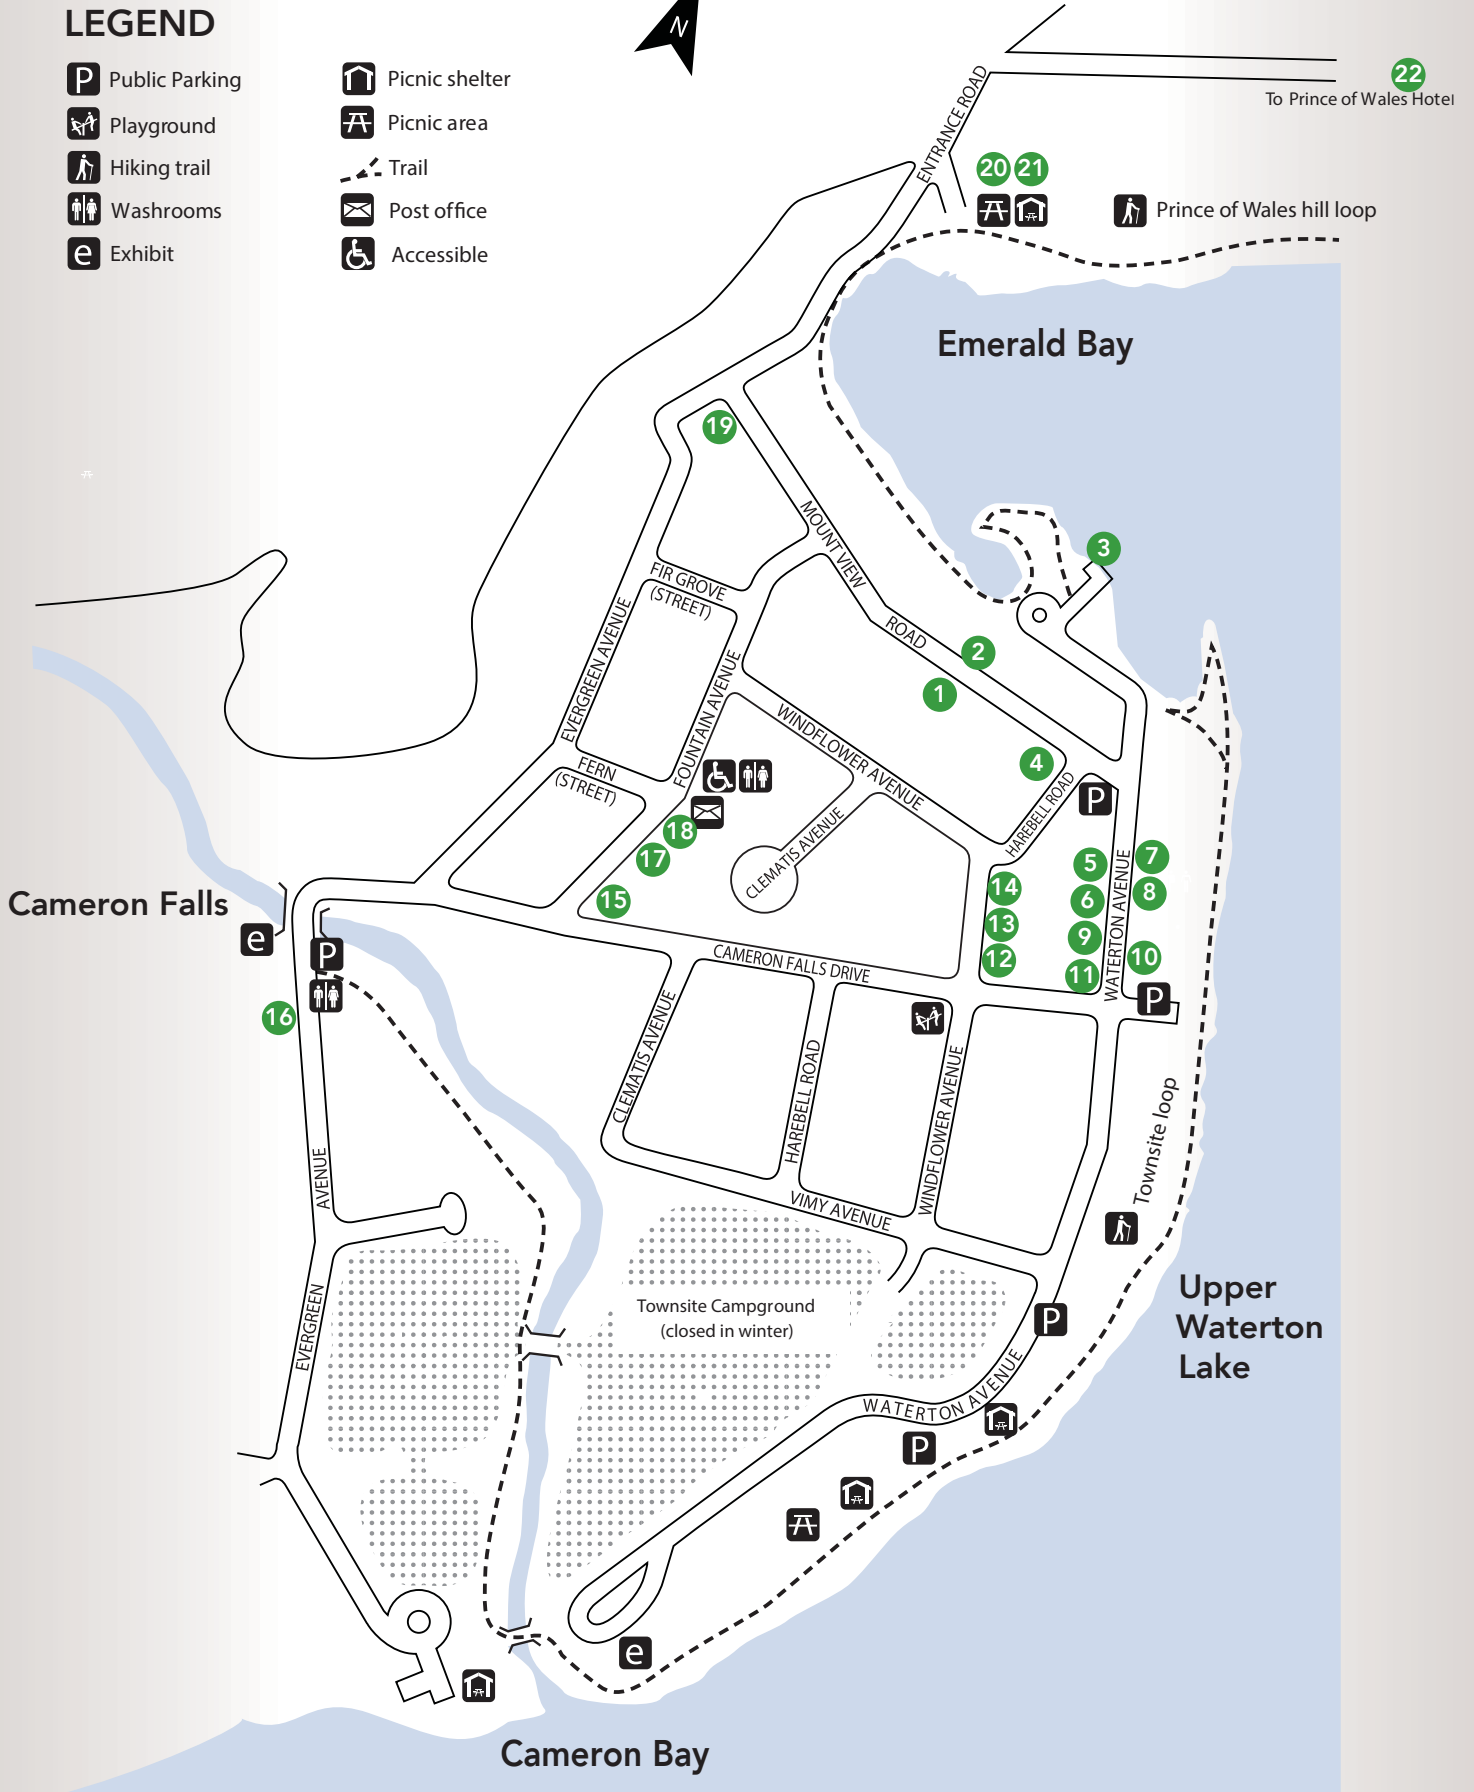 LEGEND
Public Parking
Playground
Hiking trail
Washrooms
Exhibit
Picnic shelter
Picnic area
Trail
Post office
Accessible
N
22
To Prince of Wales Hotel
ENTRANCE ROAD
20 21
Prince of Wales hill loop
Emerald Bay
19
MOUNT VIEW
ROAD
3
FIR GROVE
(STREET)
EVERGREEN AVENUE
2
1
FOUNTAIN AVENUE
WINDFLOWER AVENUE
FERN
(STREET)
4
HAREBELL ROAD
P
18
17
15
CLEMATIS AVENUE
5
7
14
6
8
13
9
12
11
10
WATERTON AVENUE
P
Cameron Falls
e
P
16
CAMERON FALLS DRIVE
CLEMATIS AVENUE
HAREBELL ROAD
WINDFLOWER AVENUE
AVENUE
VIMY AVENUE
Townsite loop
EVERGREEN
Townsite Campground
(closed in winter)
Upper
Waterton
Lake
P
WATERTON AVENUE
P
e
Cameron Bay
P
e